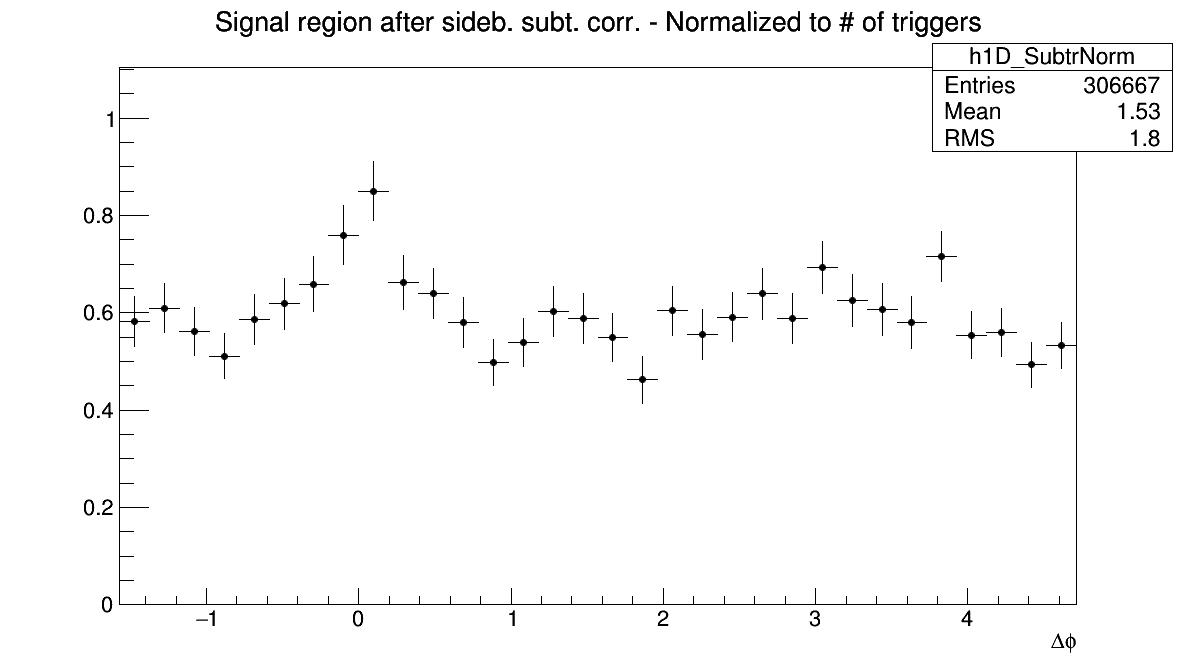 Signal region after sideb. subt. corr. - Normalized to # of triggers
h1D_SubtrNorm
Entries 306667
Mean 1.53
RMS 1.8
1
0.8
0.6
0.4
0.2
0
−1 0 1 2 3 4
Δϕ